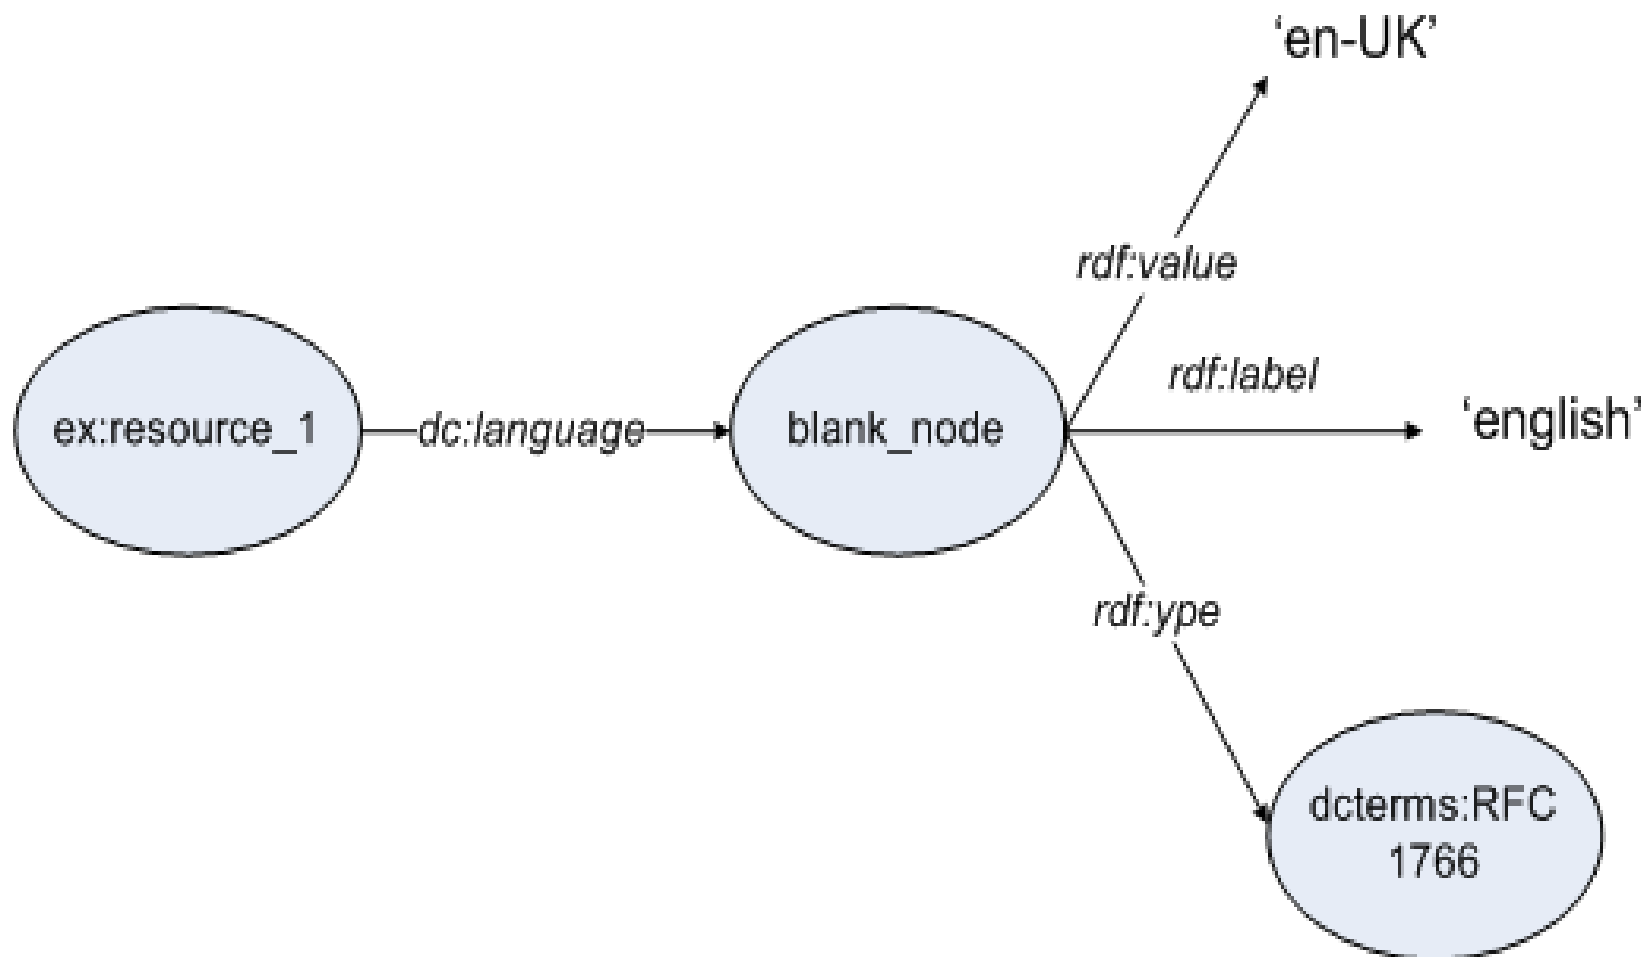 ‘en-UK’
rdf:value
rdf:label
ex:resource_1
dc:language
blank_node
‘english’
rdf:ype
dcterms:RFC
1766